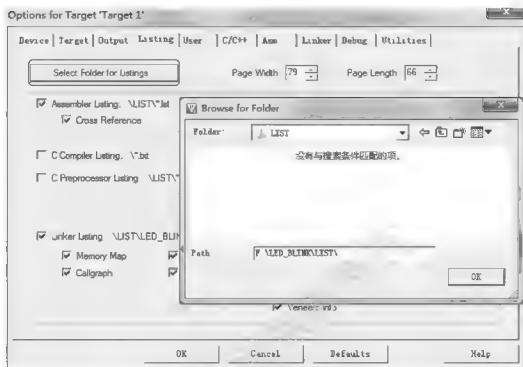 Options for Target 'Target 1'
Device Target Output Listing User C/C++ Asm Linker Debug Utilities
Select Folder for Listings Page Width 79 Page Length 66
Assembler Listing. \LIST\*.lst
Cross Reference
C Compiler Listing. \*.txt
C Preprocessor Listing \LIST\*
Linker Listing \LIST\LED_BLIN
Memory Map
Callgraph
Browse for Folder
Folder: LIST
没有与搜索条件匹配的项。
Path F \LED_BLINK\LIST\
OK
Veneers Info
OK Cancel Defaults Help